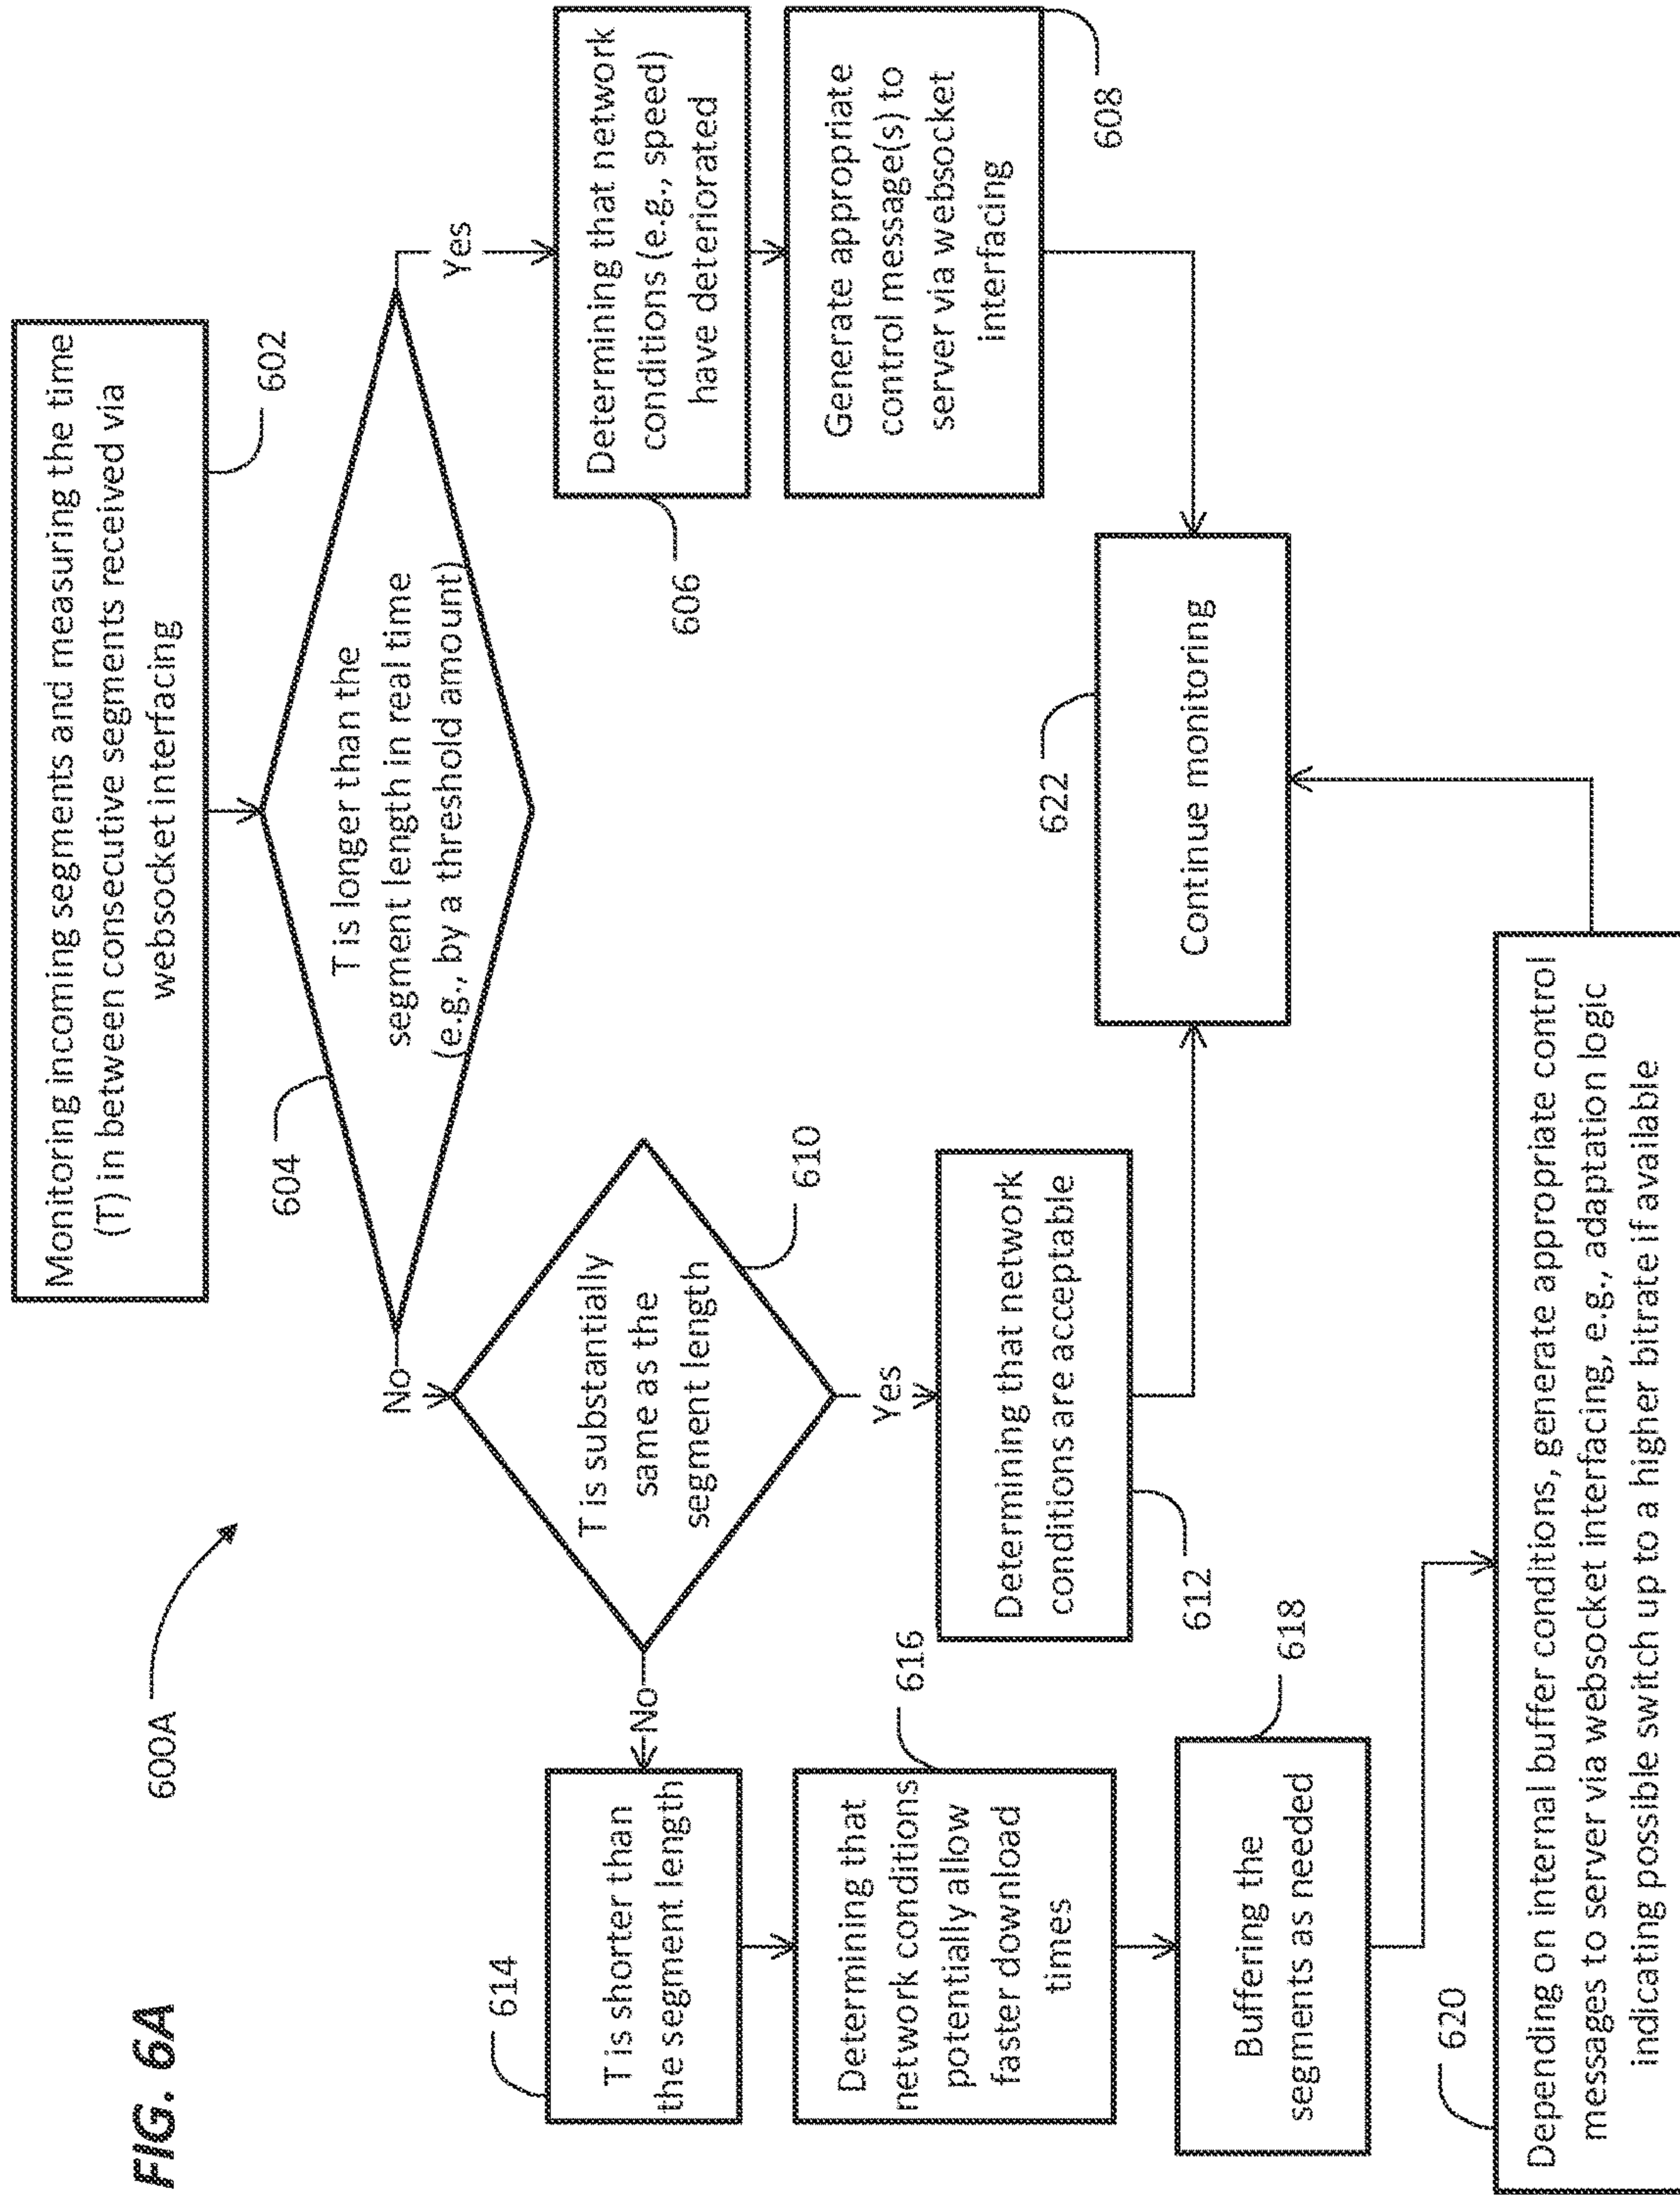 FIG. 6A
600A
Monitoring incoming segments and measuring the time
(T) in between consecutive segments received via
websocket interfacing
602
604
T is longer than the
segment length in real time
(e.g., by a threshold amount)
No
Yes
Determining that network
conditions (e.g., speed)
have deteriorated
606
Generate appropriate
control message(s) to
server via websocket
interfacing
608
T is substantially
same as the
segment length
610
No
Yes
Determining that network
conditions are acceptable
612
614
T is shorter than
the segment length
Determining that
network conditions
potentially allow
faster download
times
616
Buffering the
segments as needed
618
620
Depending on internal buffer conditions, generate appropriate control
messages to server via websocket interfacing, e.g., adaptation logic
indicating possible switch up to a higher bitrate if available
622
Continue monitoring